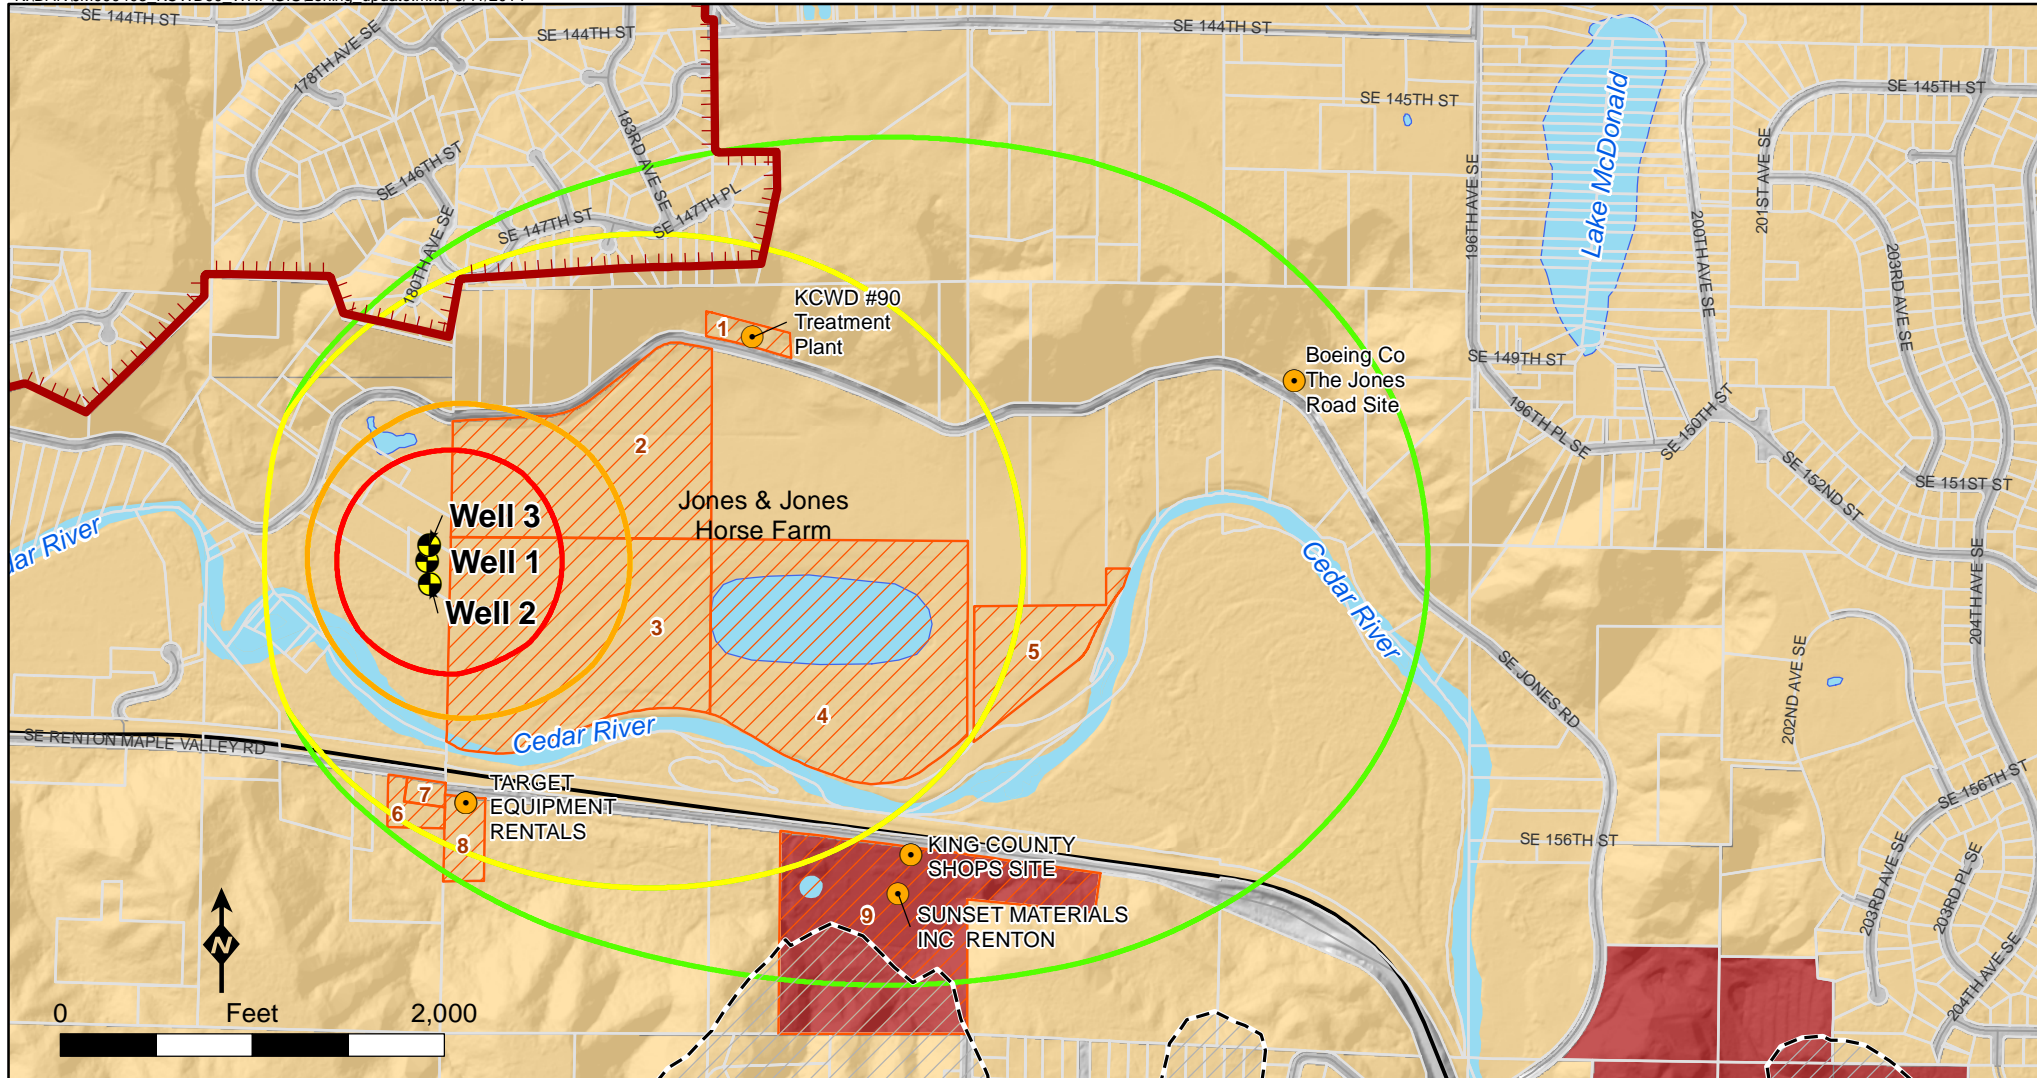 SE 144TH ST
SE 144TH ST
SE 144TH ST
178TH AVE SE
183RD AVE SE
SE 145TH ST
SE 145TH ST
Lake McDonald
196TH AVE SE
200TH AVE SE
201ST AVE SE
203RD AVE SE
SE 146TH ST
SE 147TH ST
SE 147TH PL
180TH AVE SE
1
KCWD #90
Treatment
Plant
Boeing Co
The Jones
Road Site
SE 149TH ST
196TH PL SE
SE 150TH ST
SE 151ST ST
SE 152ND ST
2
Jones & Jones
Horse Farm
Well 3
Well 1
Well 2
dar River
Cedar River
204TH AVE SE
3
5
4
Cedar River
SE JONES RD
202ND AVE SE
SE RENTON MAPLE VALLEY RD
TARGET
EQUIPMENT
RENTALS
7
6
8
KING COUNTY
SHOPS SITE
9
SUNSET MATERIALS
INC RENTON
SE 156TH ST
SE 156TH ST
203RD AVE SE
203RD PL SE
204TH AVE SE
N
0 Feet 2,000